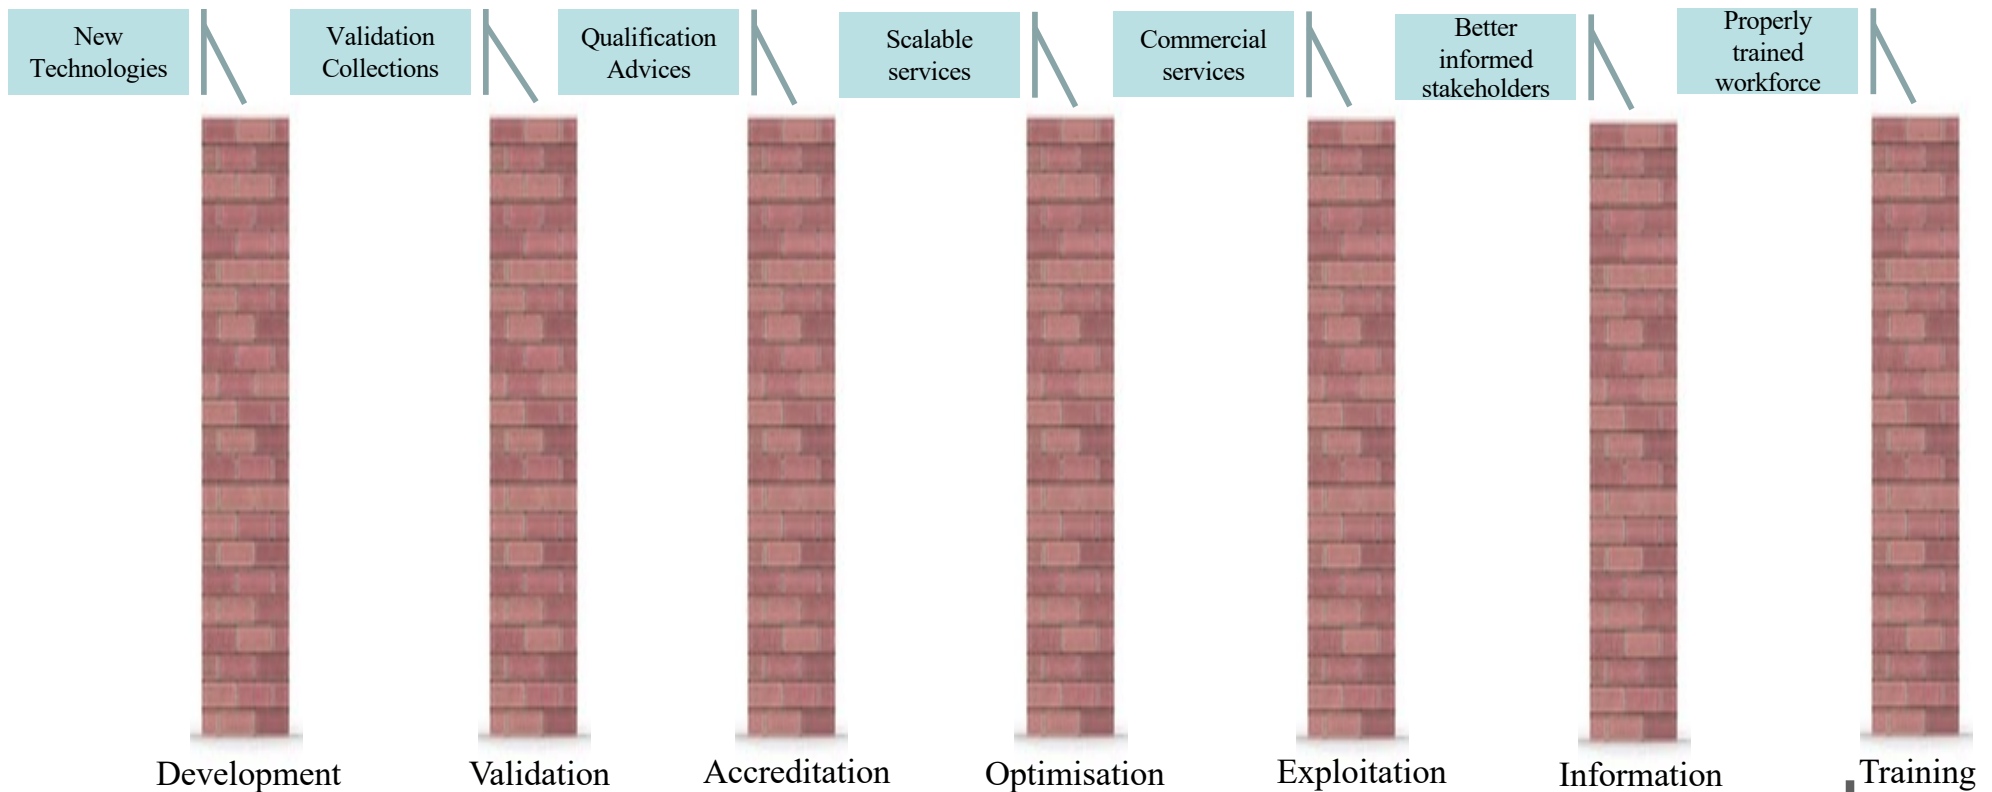 New
Technologies
Validation
Collections
Qualification
Advices
Scalable
services
Commercial
services
Better
informed
stakeholders
Properly
trained
workforce
Development
Validation
Accreditation
Optimisation
Exploitation
Information
Training